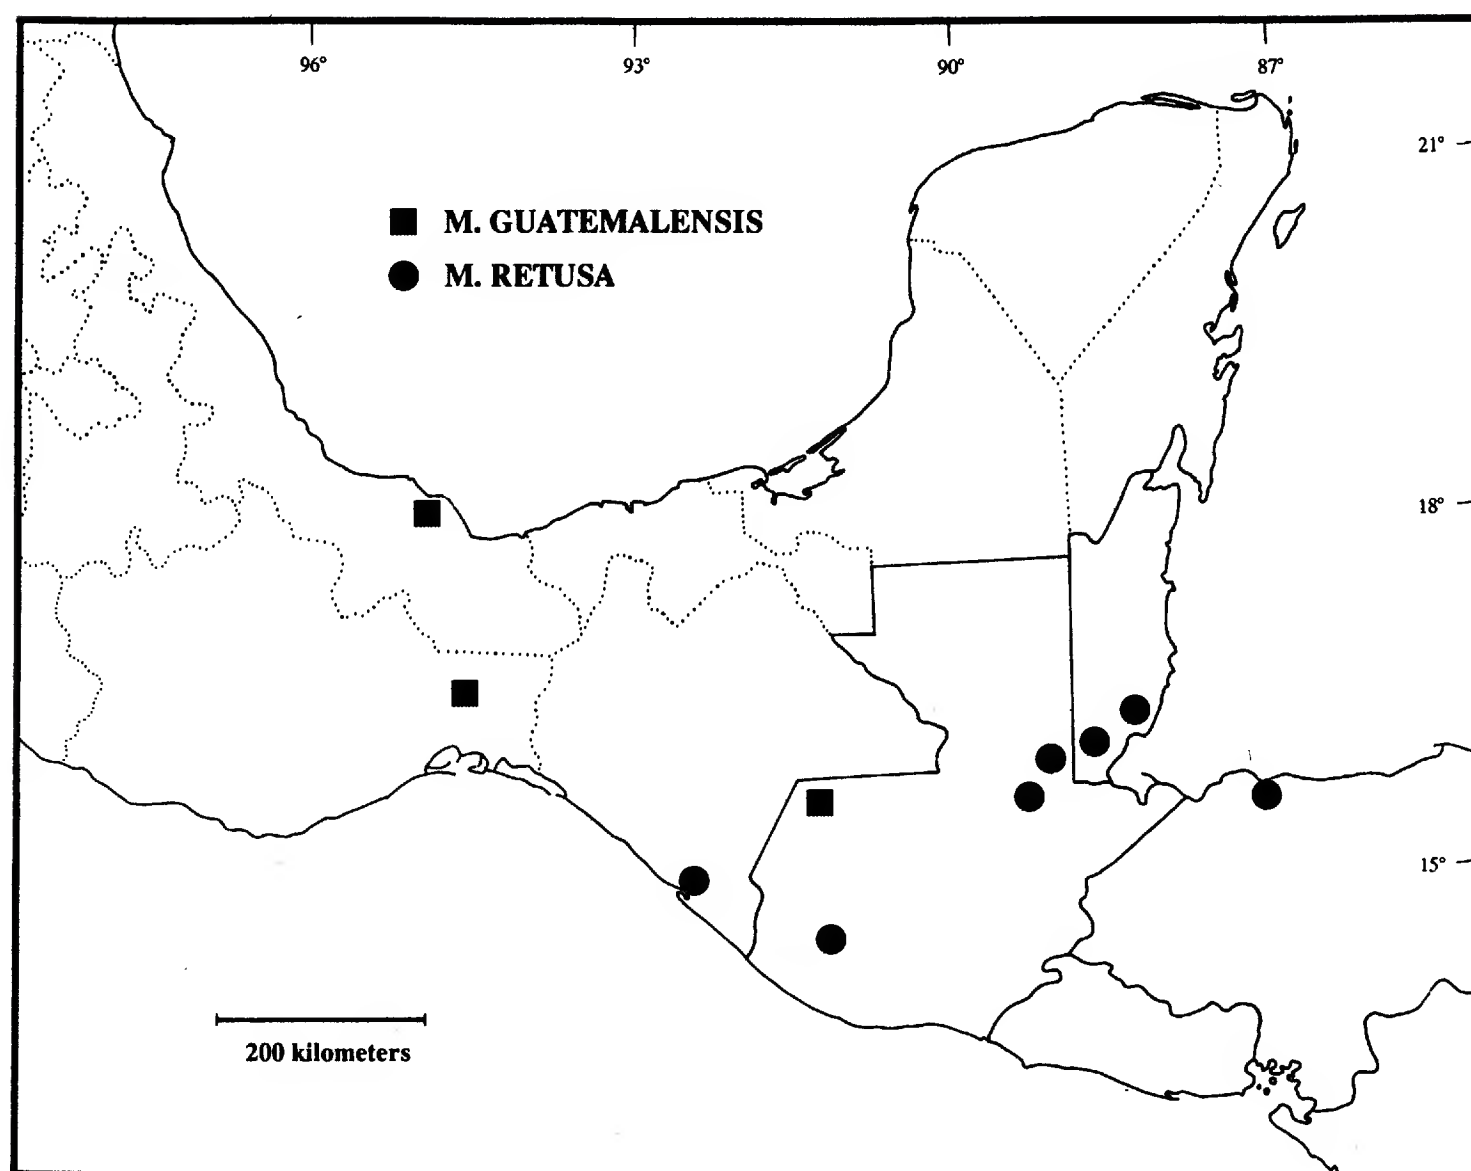 96° 93° 90° 87°
21°
M. GUATEMALENSIS
M. RETUSA
18°
15°
200 kilometers